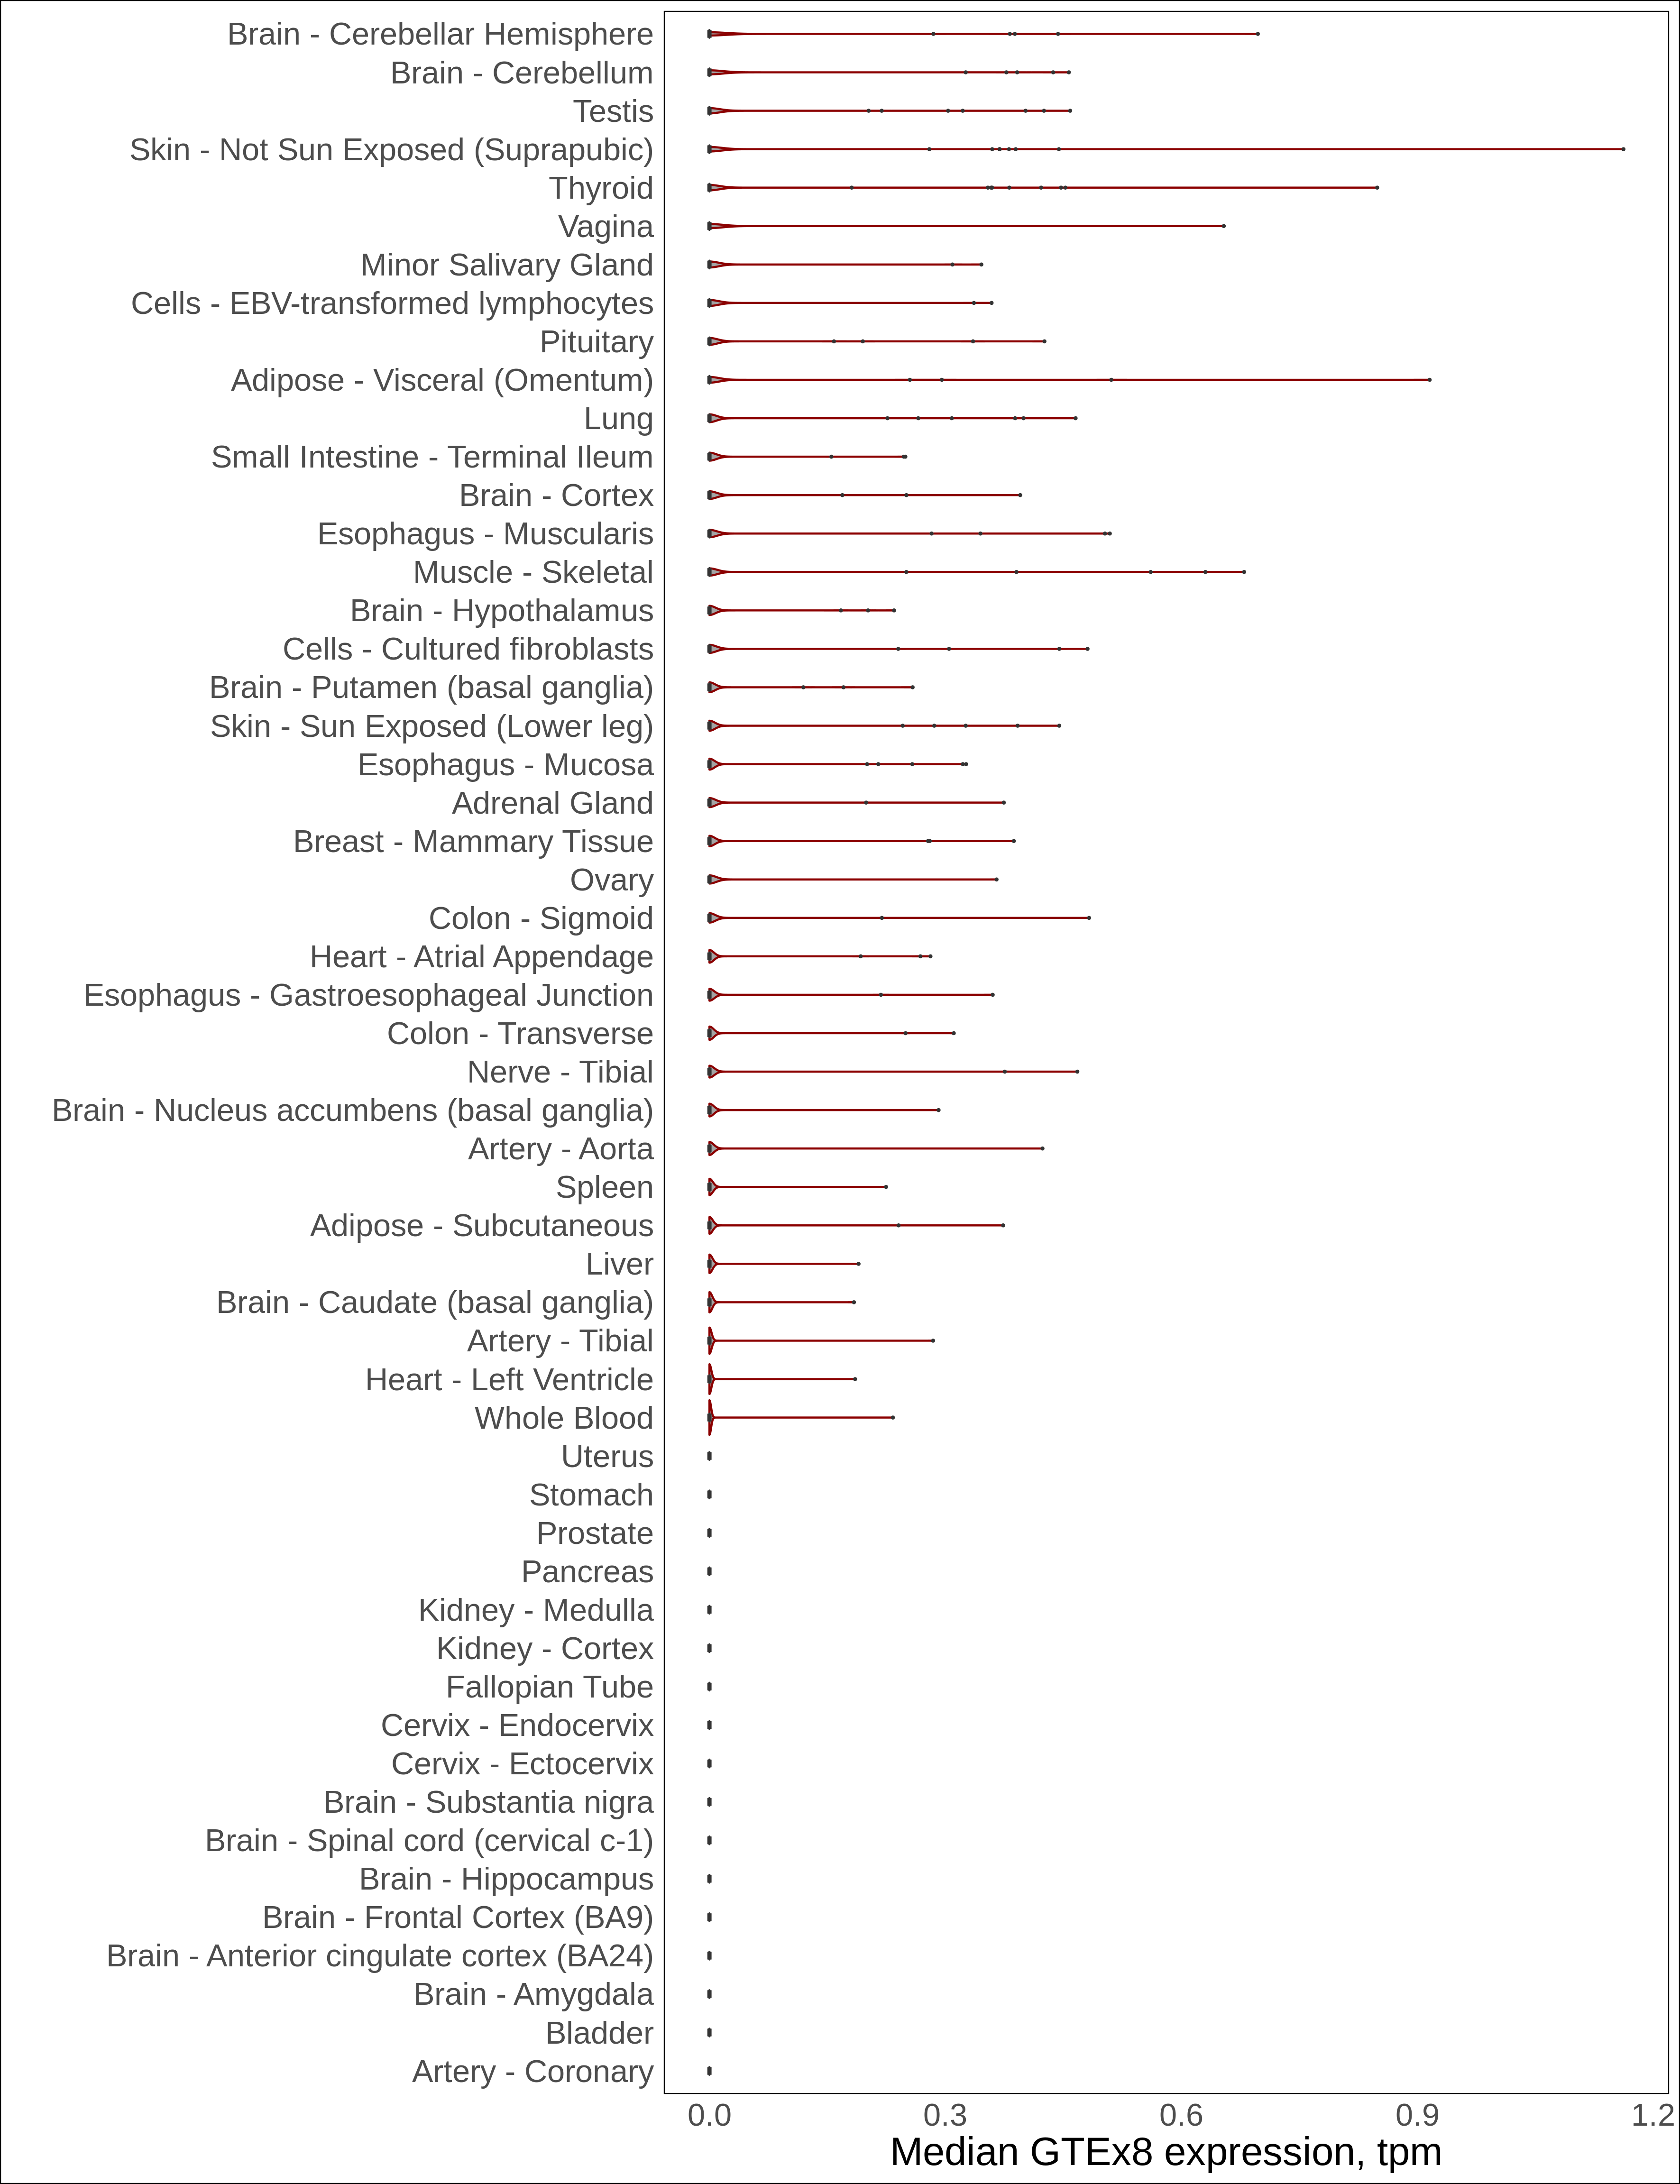 Brain - Cerebellar Hemisphere
Brain - Cerebellum
Testis
Skin - Not Sun Exposed (Suprapubic)
Thyroid
Vagina
Minor Salivary Gland
Cells - EBV-transformed lymphocytes
Pituitary
Adipose - Visceral (Omentum)
Lung
Small Intestine - Terminal Ileum
Brain - Cortex
Esophagus - Muscularis
Muscle - Skeletal
Brain - Hypothalamus
Cells - Cultured fibroblasts
Brain - Putamen (basal ganglia)
Skin - Sun Exposed (Lower leg)
Esophagus - Mucosa
Adrenal Gland
Breast - Mammary Tissue
Ovary
Colon - Sigmoid
Heart - Atrial Appendage
Esophagus - Gastroesophageal Junction
Colon - Transverse
Nerve - Tibial
Brain - Nucleus accumbens (basal ganglia)
Artery - Aorta
Spleen
Adipose - Subcutaneous
Liver
Brain - Caudate (basal ganglia)
Artery - Tibial
Heart - Left Ventricle
Whole Blood
Uterus
Stomach
Prostate
Pancreas
Kidney - Medulla
Kidney - Cortex
Fallopian Tube
Cervix - Endocervix
Cervix - Ectocervix
Brain - Substantia nigra
Brain - Spinal cord (cervical c-1)
Brain - Hippocampus
Brain - Frontal Cortex (BA9)
Brain - Anterior cingulate cortex (BA24)
Brain - Amygdala
Bladder
Artery - Coronary
0.0 0.3 0.6 0.9 1.2
Median GTEx8 expression, tpm